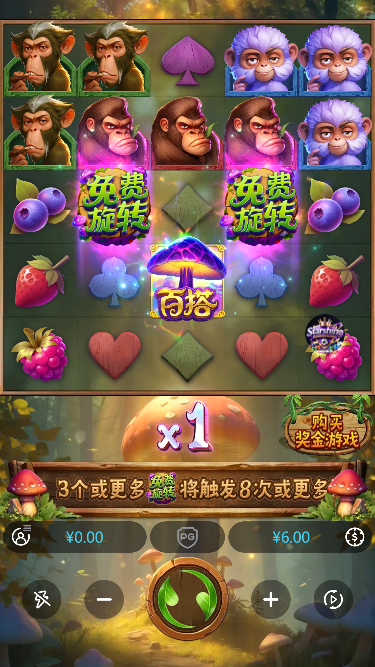 免费
旋转
免费
旋转
百搭
Starshine
x1
购买
奖金游戏
3个或更多 免费旋转 将触发8次或更多
¥0.00
PG
¥6.00